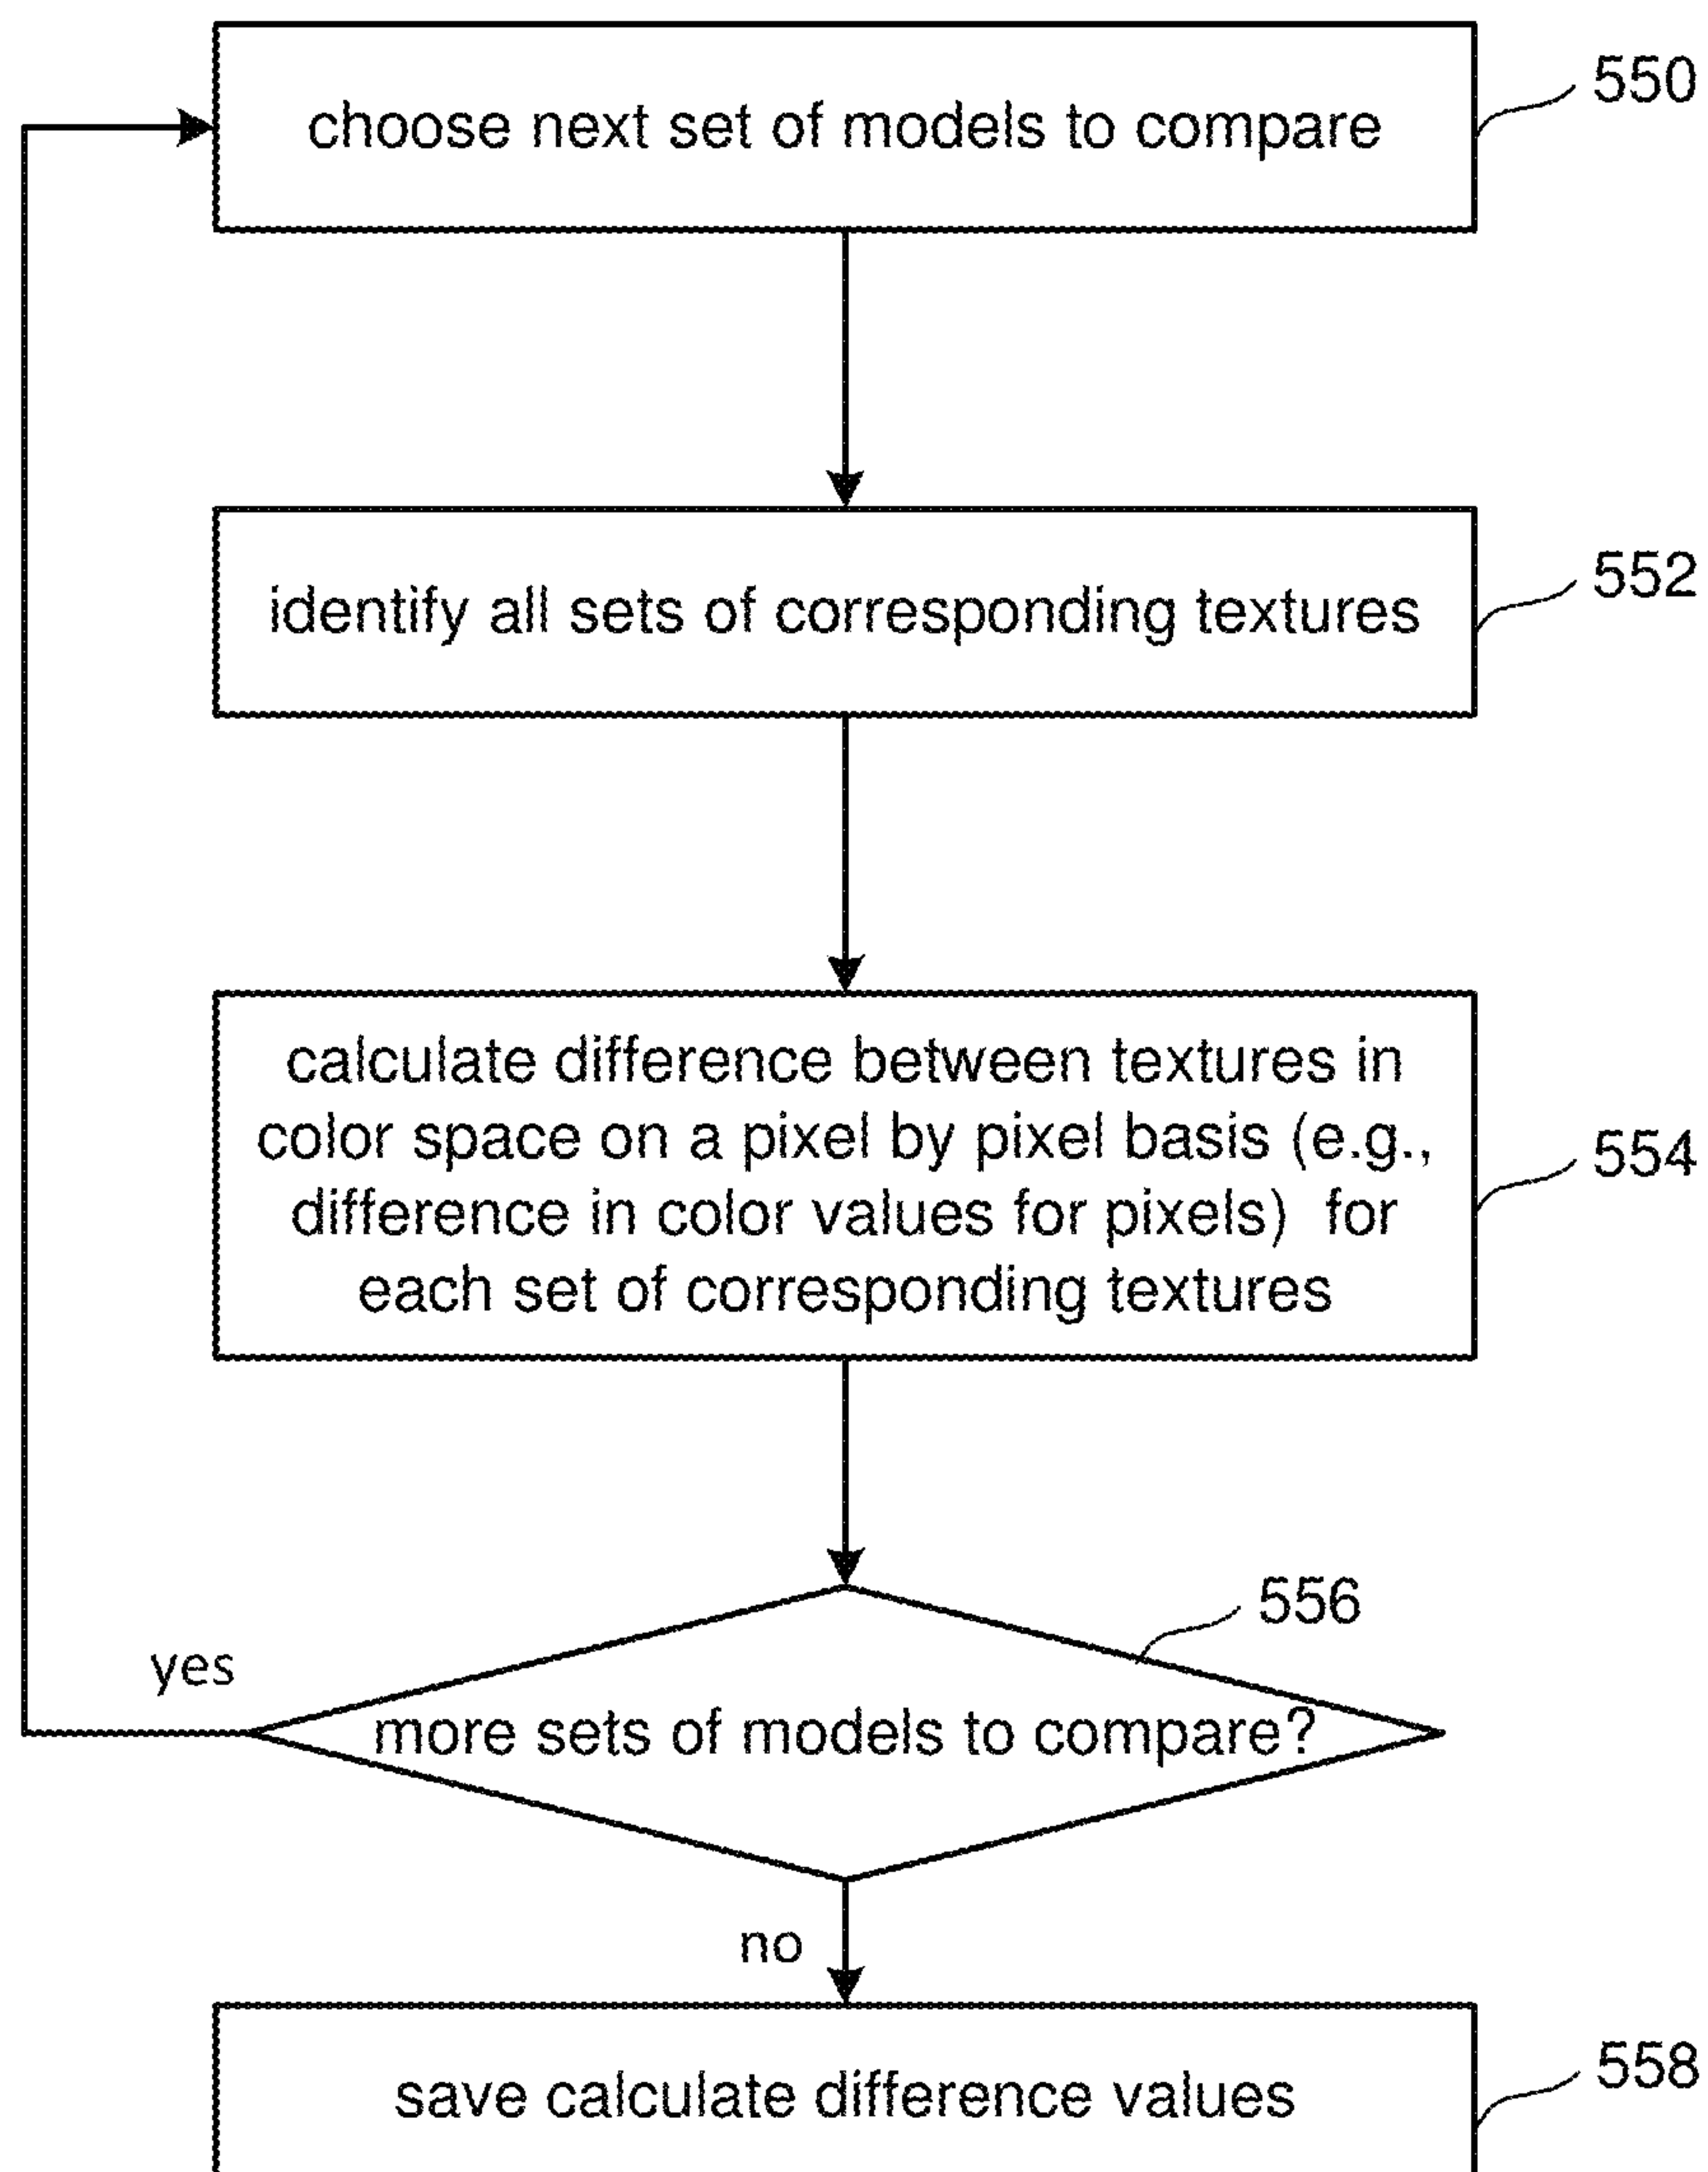 choose next set of models to compare
550
identify all sets of corresponding textures
552
calculate difference between textures in
color space on a pixel by pixel basis (e.g.,
difference in color values for pixels)  for
each set of corresponding textures
554
556
yes
more sets of models to compare?
no
save calculate difference values
558